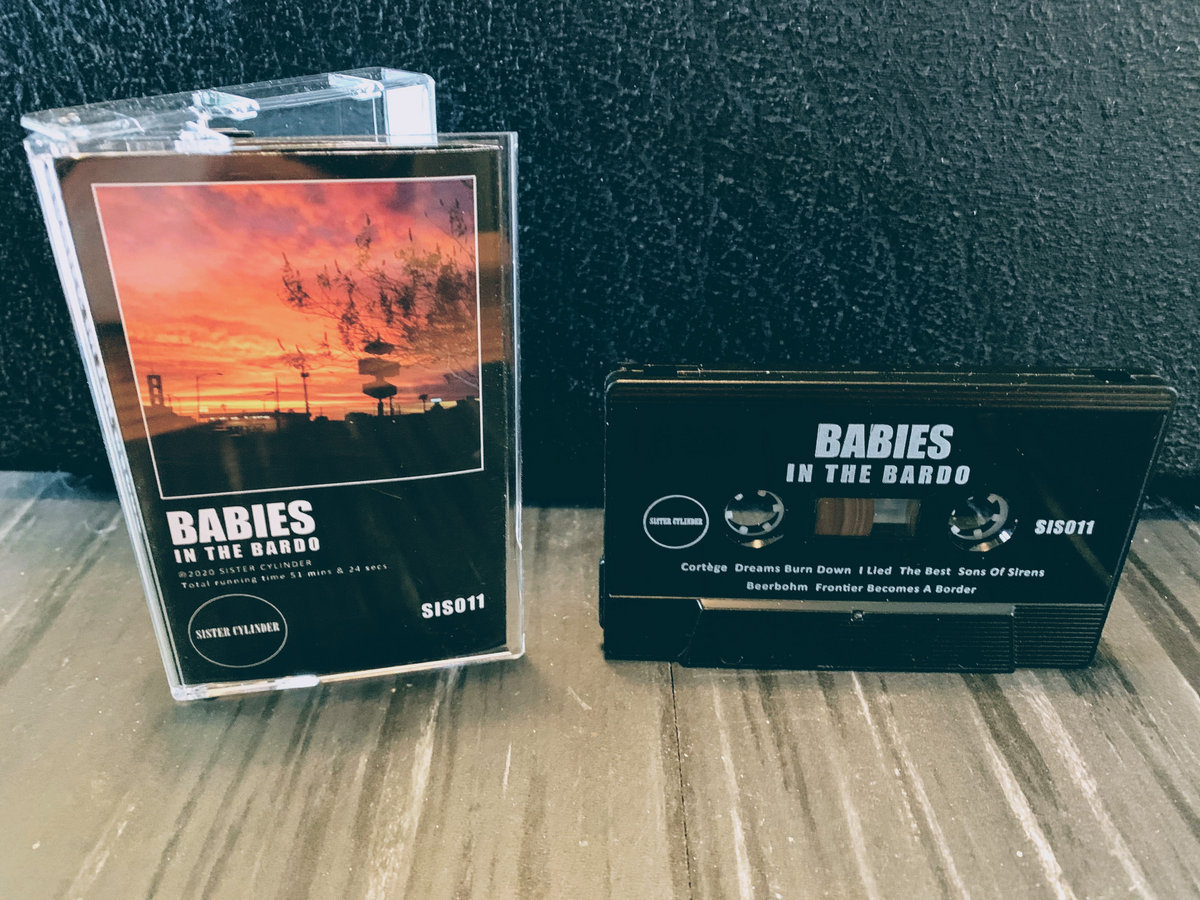 BABIES
IN THE BARDO
℗2020 SISTER CYLINDER
Total running time 51 mins & 24 secs
SISTER CYLINDER
SIS011
BABIES
IN THE BARDO
SISTER CYLINDER
SIS011
Cortège Dreams Burn Down I Lied The Best Sons Of Sirens
Beerbohm Frontier Becomes A Border